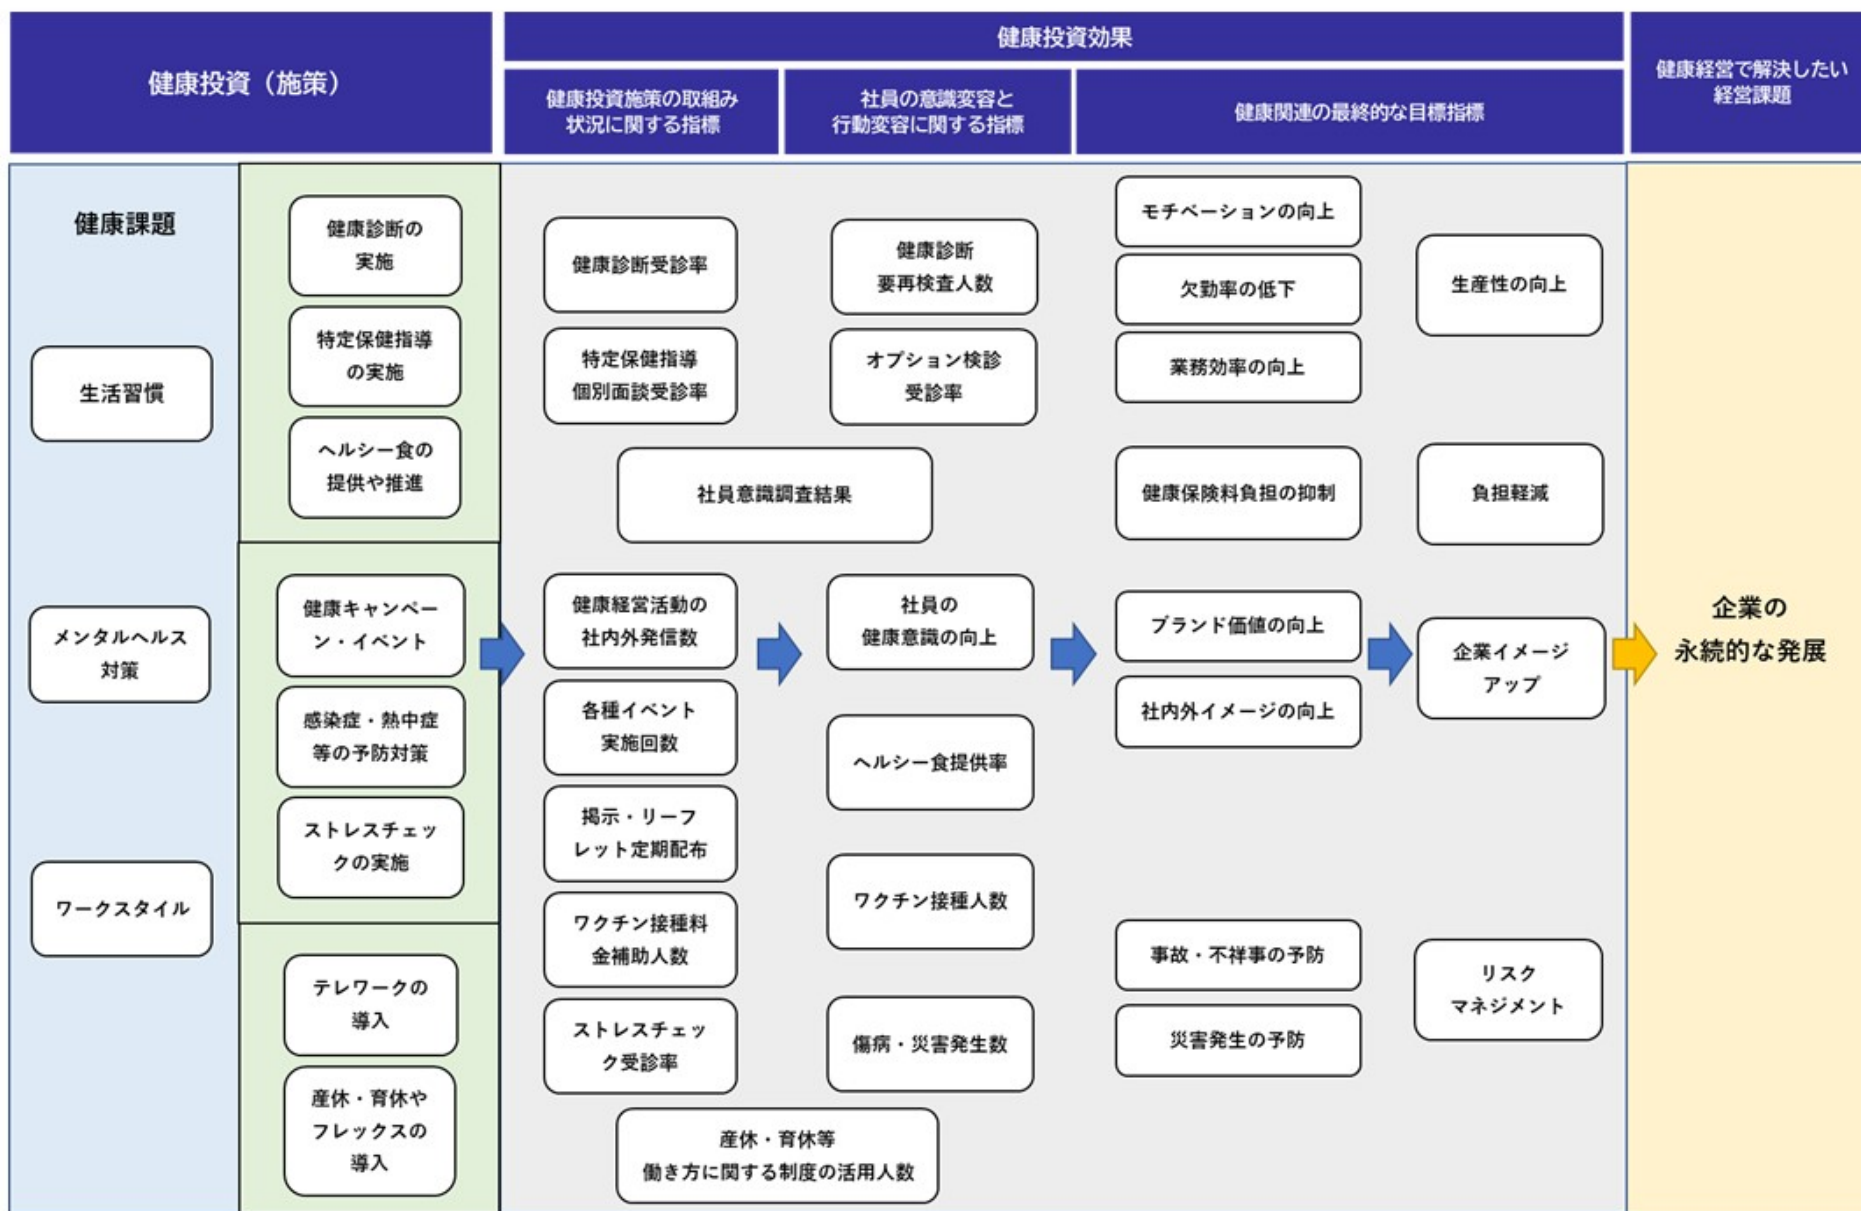 健康投資（施策）
健康投資効果
健康経営で解決したい
経営課題
健康投資施策の取組み
状況に関する指標
社員の意識変容と
行動変容に関する指標
健康関連の最終的な目標指標
健康課題
生活習慣
メンタルヘルス
対策
ワークスタイル
健康診断の
実施
特定保健指導
の実施
ヘルシー食の
提供や推進
健康キャンペー
ン・イベント
感染症・熱中症
等の予防対策
ストレスチェッ
クの実施
テレワークの
導入
産休・育休や
フレックスの
導入
健康診断受診率
特定保健指導
個別面談受診率
社員意識調査結果
健康経営活動の
社内外発信数
各種イベント
実施回数
掲示・リーフ
レット定期配布
ワクチン接種料
金補助人数
ストレスチェッ
ク受診率
産休・育休等
働き方に関する制度の活用人数
健康診断
要再検査人数
オプション検診
受診率
社員の
健康意識の向上
ヘルシー食提供率
ワクチン接種人数
傷病・災害発生数
モチベーションの向上
欠勤率の低下
業務効率の向上
健康保険料負担の抑制
ブランド価値の向上
社内外イメージの向上
事故・不祥事の予防
災害発生の予防
生産性の向上
負担軽減
企業イメージ
アップ
リスク
マネジメント
企業の
永続的な発展